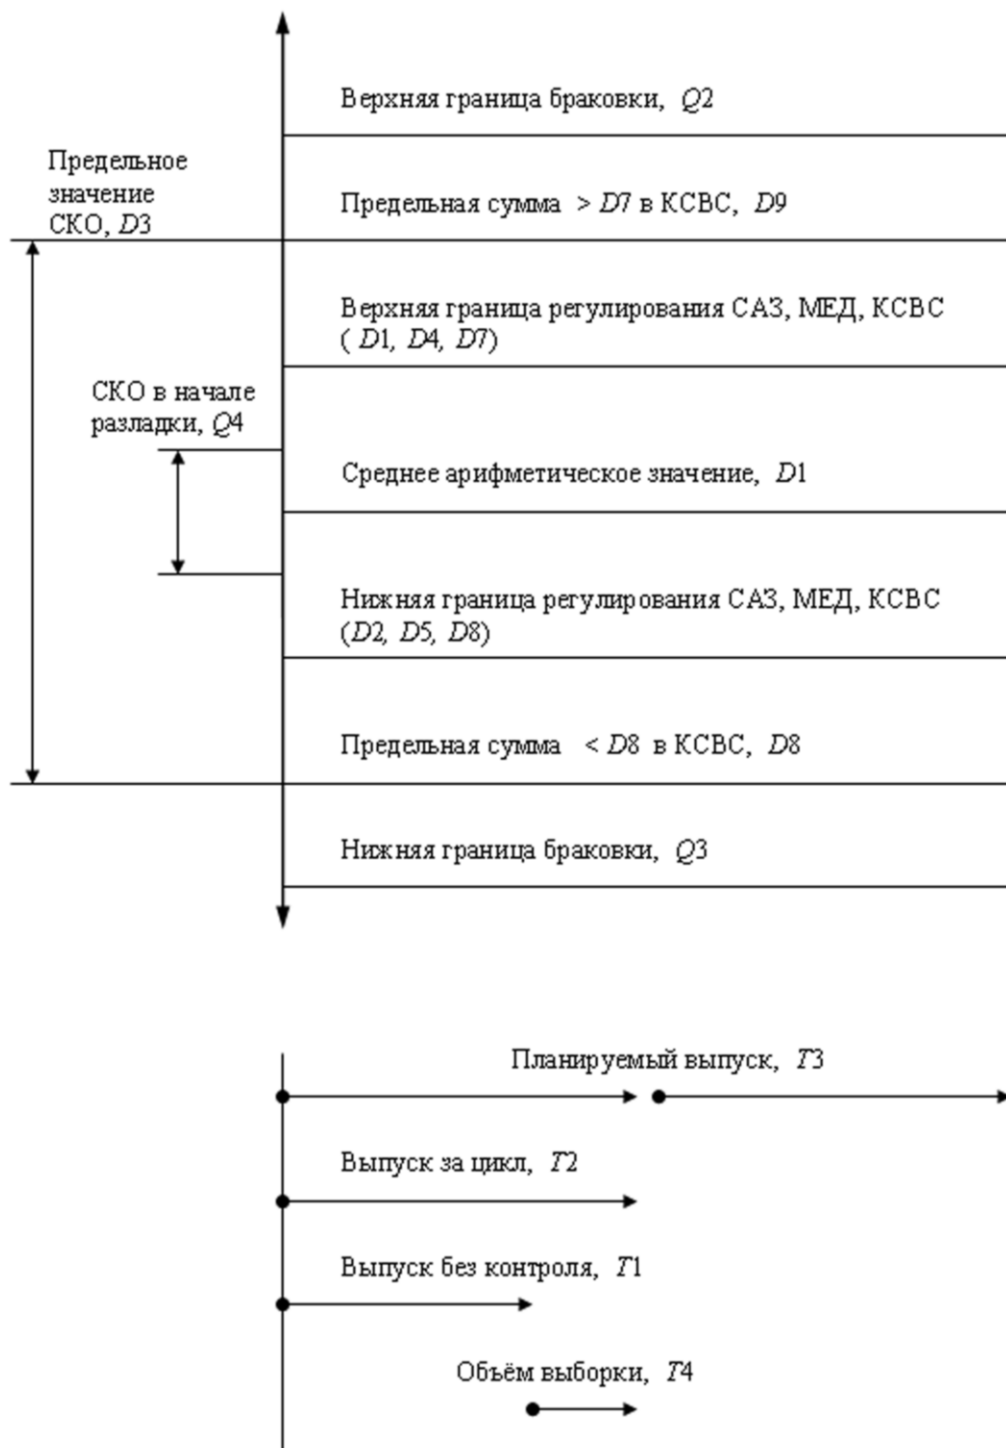 Верхняя граница браковки, Q2
Предельное
значение
СКО, D3
Предельная сумма > D7 в КСВС, D9
Верхняя граница регулирования САЗ, МЕД, КСВС
( D1, D4, D7)
СКО в начале
разладки, Q4
Среднее арифметическое значение, D1
Нижняя граница регулирования САЗ, МЕД, КСВС
(D2, D5, D8)
Предельная сумма < D8 в КСВС, D8
Нижняя граница браковки, Q3
Планируемый выпуск, T3
Выпуск за цикл, T2
Выпуск без контроля, T1
Объём выборки, T4